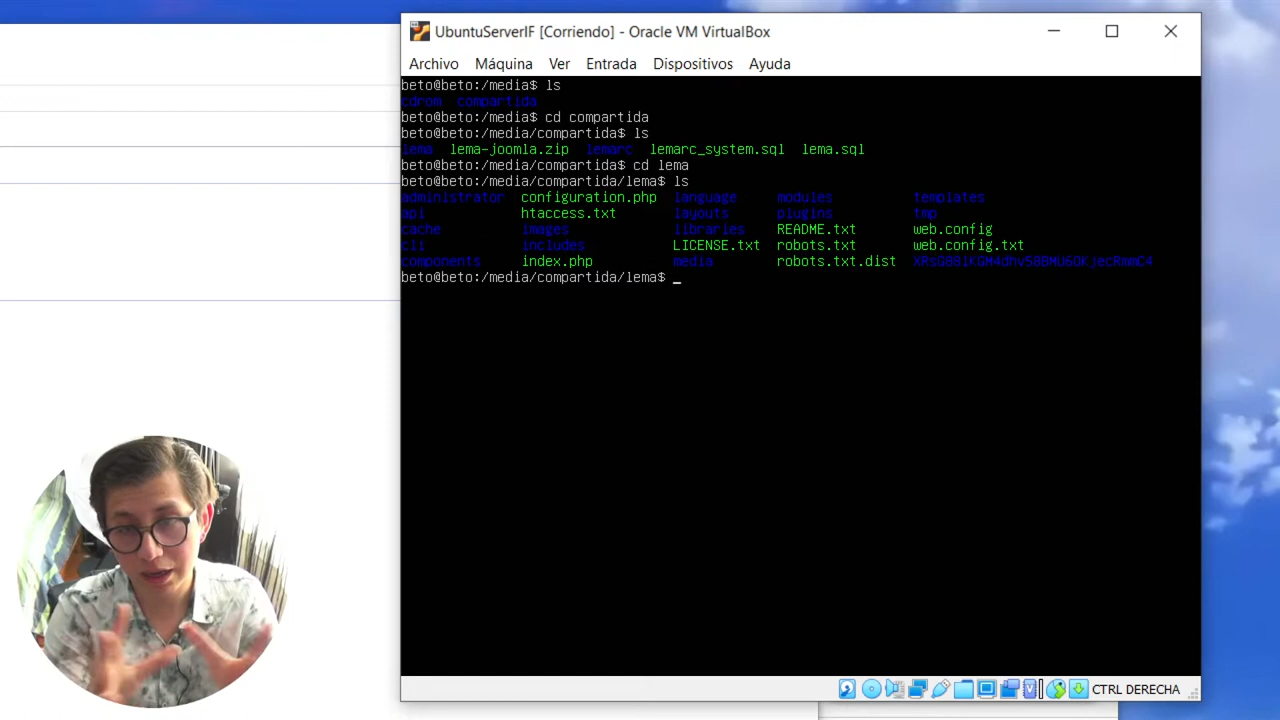 UbuntuServerIF [Corriendo] - Oracle VM VirtualBox
Archivo Máquina Ver Entrada Dispositivos Ayuda
beto@beto:/media$ ls
cdrom compartida
beto@beto:/media$ cd compartida
beto@beto:/media/compartida$ ls
lema lema-joomla.zip lemarc lemarc_system.sql lema.sql
beto@beto:/media/compartida$ cd lema
beto@beto:/media/compartida/lema$ ls
administrator configuration.php language modules templates
api htaccess.txt layouts plugins tmp
cache images libraries README.txt web.config
cli includes LICENSE.txt robots.txt web.config.txt
components index.php media robots.txt.dist
beto@beto:/media/compartida/lema$ _
CTRL DERECHA